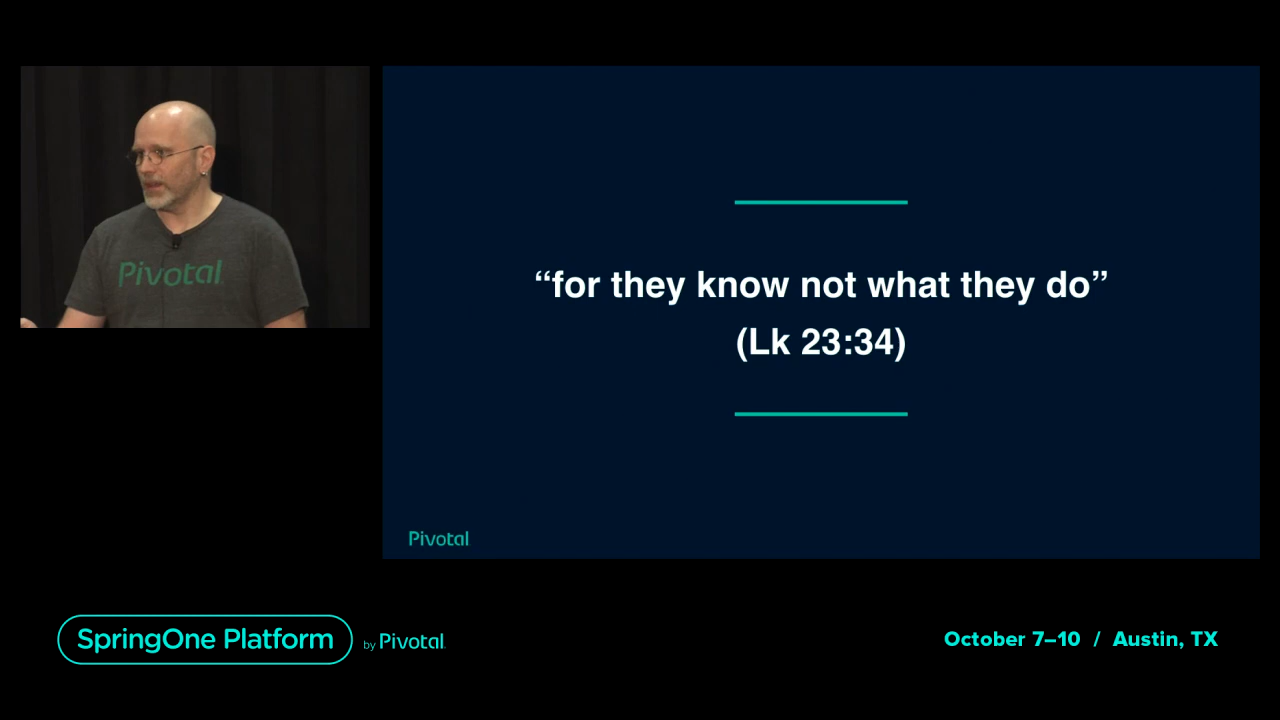 Pivotal
“for they know not what they do”
(Lk 23:34)
Pivotal
SpringOne Platform by Pivotal
October 7–10 / Austin, TX